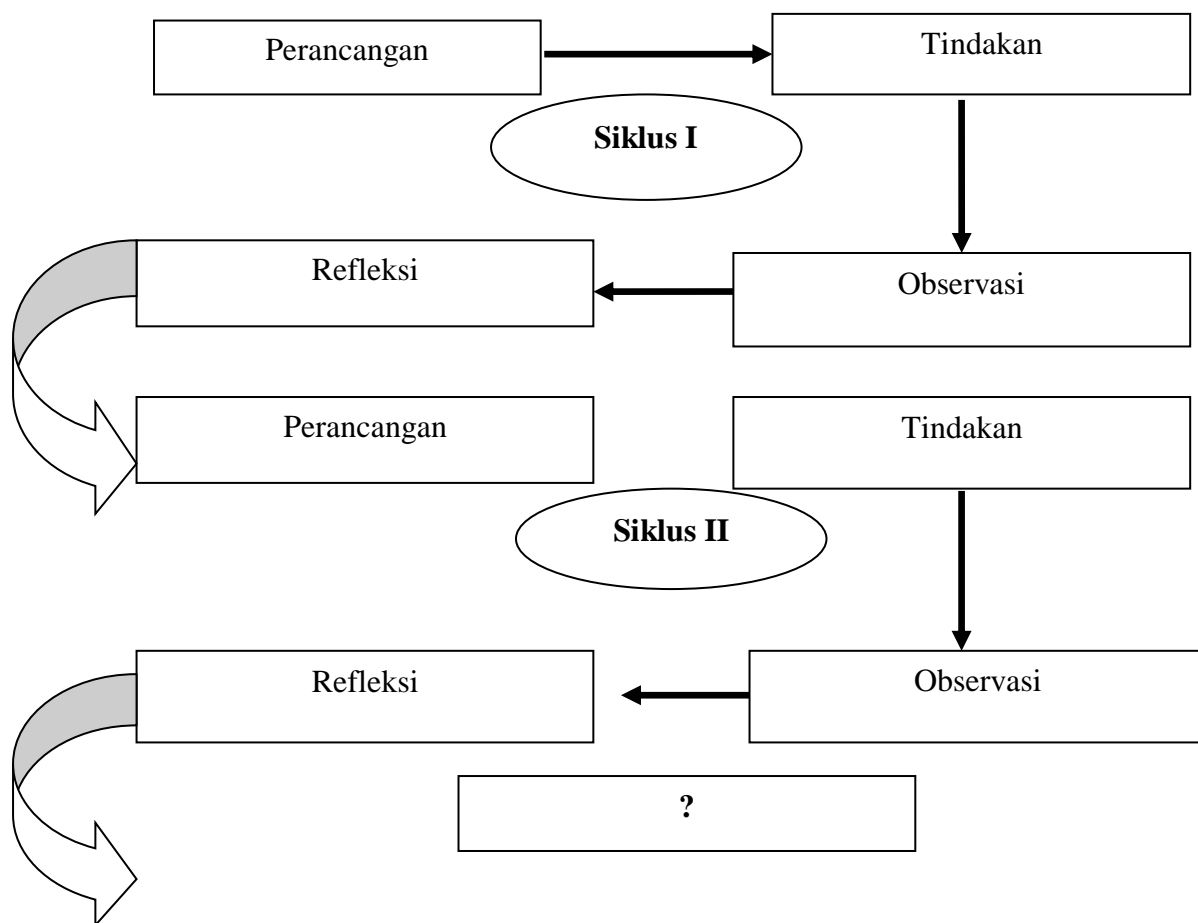 Perancangan
Tindakan
Siklus I
Refleksi
Observasi
Perancangan
Tindakan
Siklus II
Refleksi
Observasi
?